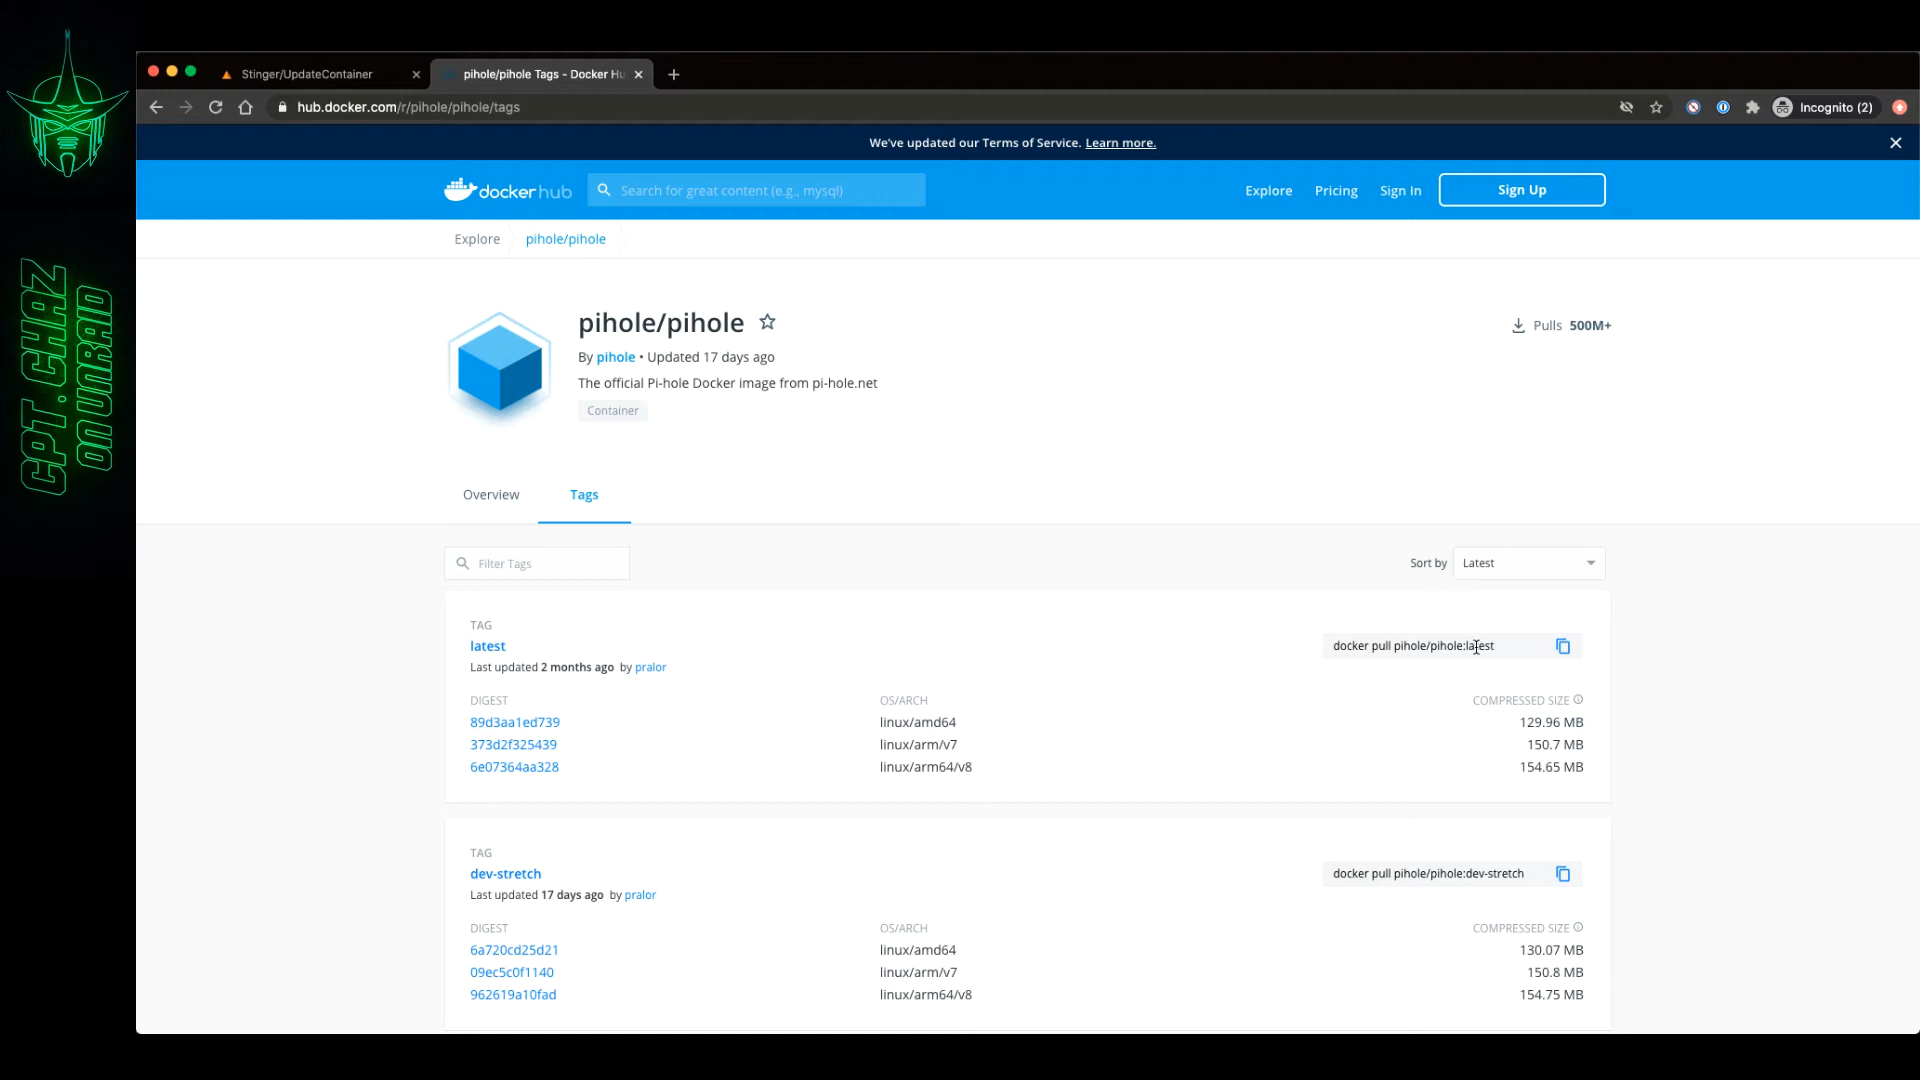 CPT. CHAZ
ON UNRAID
Stinger/UpdateContainer
pihole/pihole Tags - Docker Hu
hub.docker.com/r/pihole/pihole/tags
Incognito (2)
We've updated our Terms of Service. Learn more.
docker hub
Search for great content (e.g., mysql)
Explore
Pricing
Sign In
Sign Up
Explore
pihole/pihole
pihole/pihole
Pulls 500M+
By pihole • Updated 17 days ago
The official Pi-hole Docker image from pi-hole.net
Container
Overview
Tags
Filter Tags
Sort by
Latest
TAG
latest
docker pull pihole/pihole:latest
Last updated 2 months ago by pralor
DIGEST
OS/ARCH
COMPRESSED SIZE
89d3aa1ed739
linux/amd64
129.96 MB
373d2f325439
linux/arm/v7
150.7 MB
6e07364aa328
linux/arm64/v8
154.65 MB
TAG
dev-stretch
docker pull pihole/pihole:dev-stretch
Last updated 17 days ago by pralor
DIGEST
OS/ARCH
COMPRESSED SIZE
6a720cd25d21
linux/amd64
130.07 MB
09ec5c0f1140
linux/arm/v7
150.8 MB
962619a10fad
linux/arm64/v8
154.75 MB